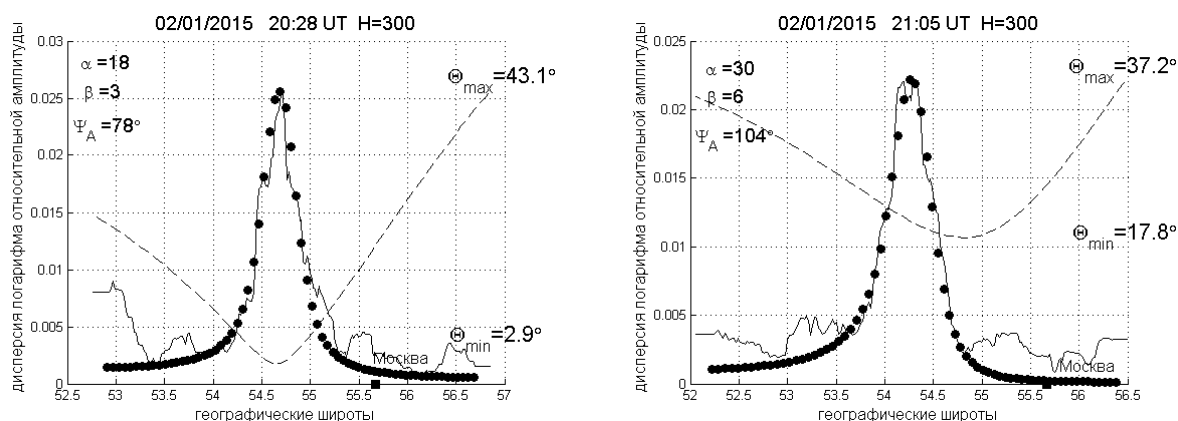 02/01/2015 20:28 UT H=300
дисперсия логарифма относительной амплитуды
0.03
0.025
0.02
0.015
0.01
0.005
0
α =18
β =3
Ψ_A =78°
Θ_max =43.1°
Θ_min =2.9°
Москва
52.5 53 53.5 54 54.5 55 55.5 56 56.5 57
географические широты
02/01/2015 21:05 UT H=300
дисперсия логарифма относительной амплитуды
0.025
0.02
0.015
0.01
0.005
0
α =30
β =6
Ψ_A =104°
Θ_max =37.2°
Θ_min =17.8°
Москва
52 52.5 53 53.5 54 54.5 55 55.5 56 56.5
географические широты